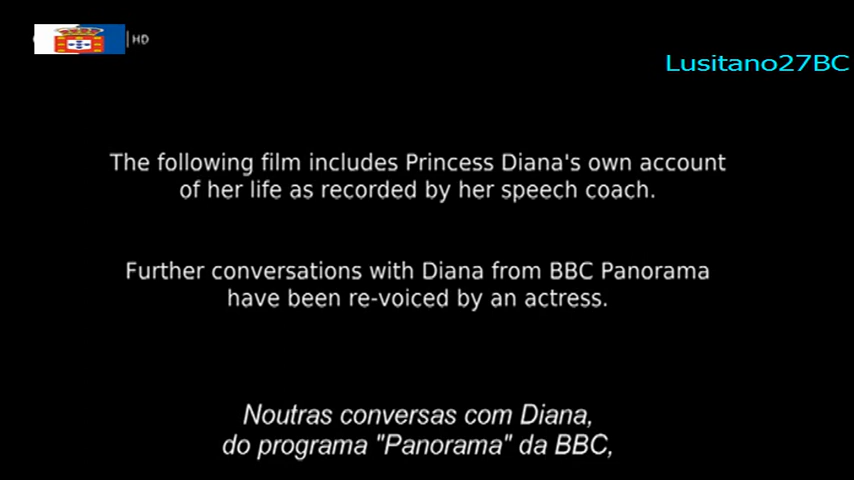 HD
Lusitano27BC
The following film includes Princess Diana's own account
of her life as recorded by her speech coach.
Further conversations with Diana from BBC Panorama
have been re-voiced by an actress.
Noutras conversas com Diana,
do programa "Panorama" da BBC,